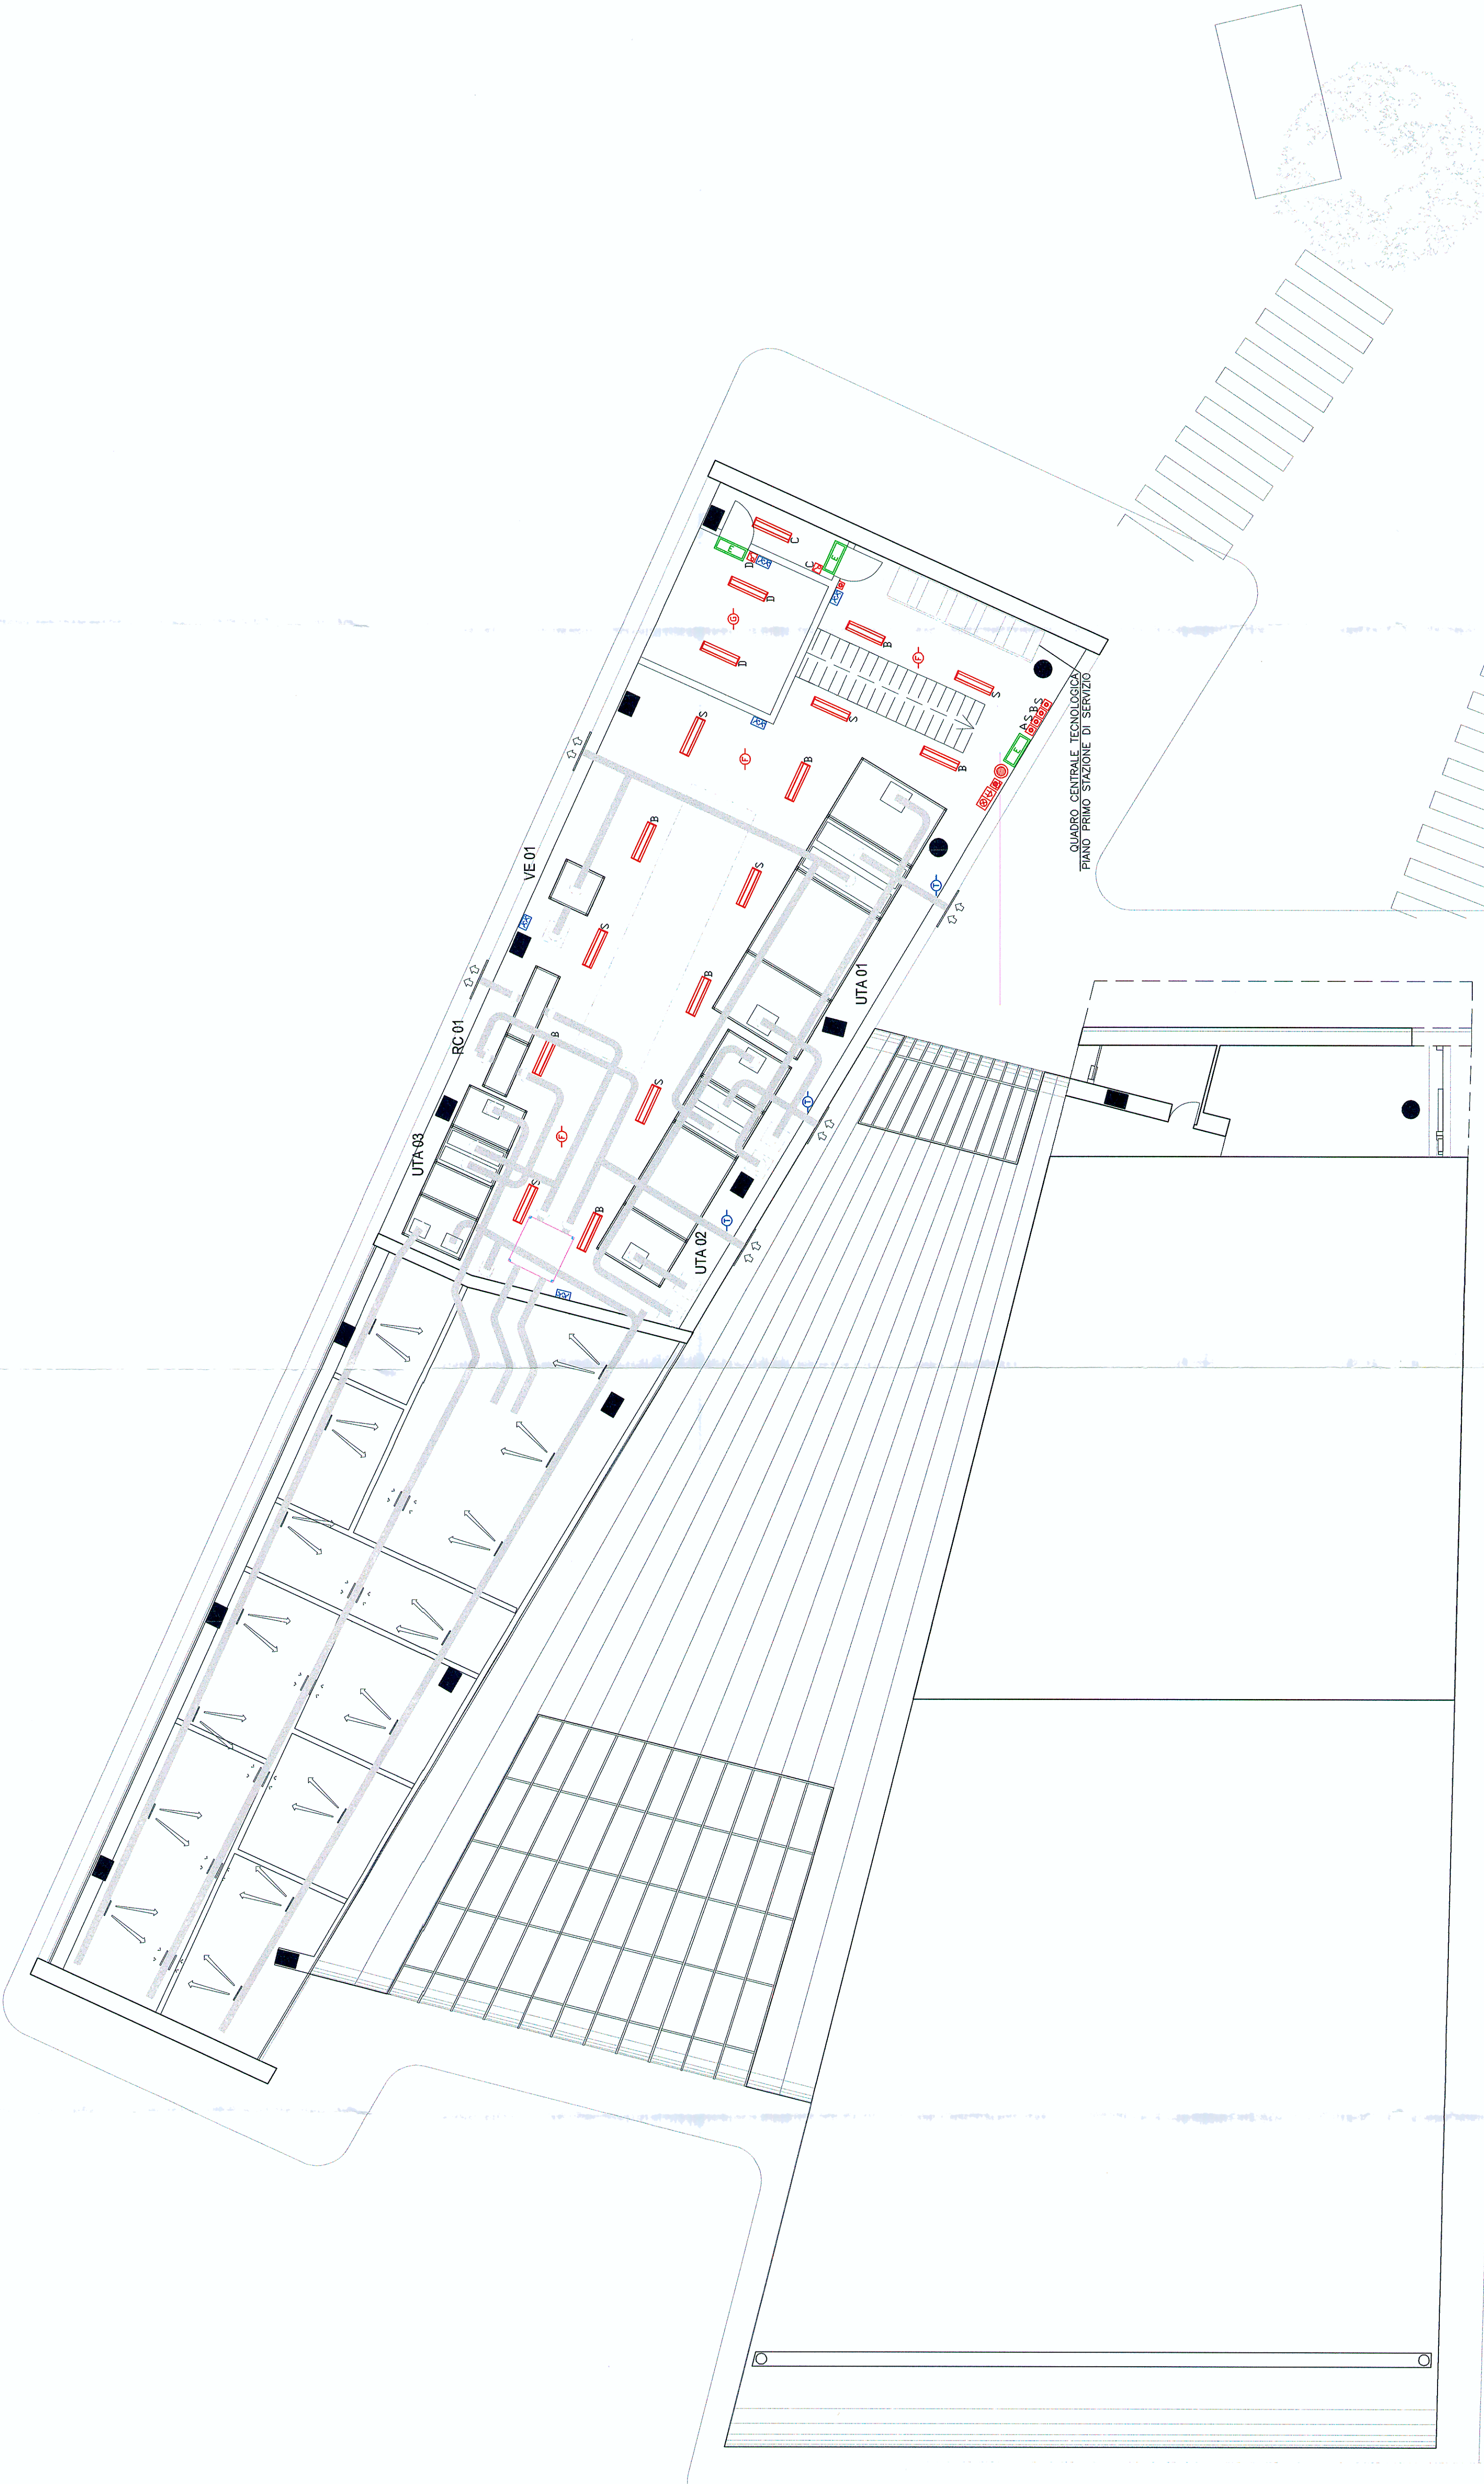 C
E
D
C
E
D
G
D
B
F
S
S
S
F
B
B
A S B S
E
QUADRO CENTRALE TECNOLOGICA
PIANO PRIMO STAZIONE DI SERVIZIO
VE 01
B
S
T
S
B
UTA 01
RC 01
B
S
T
UTA 03
F
S
B
T
UTA 02